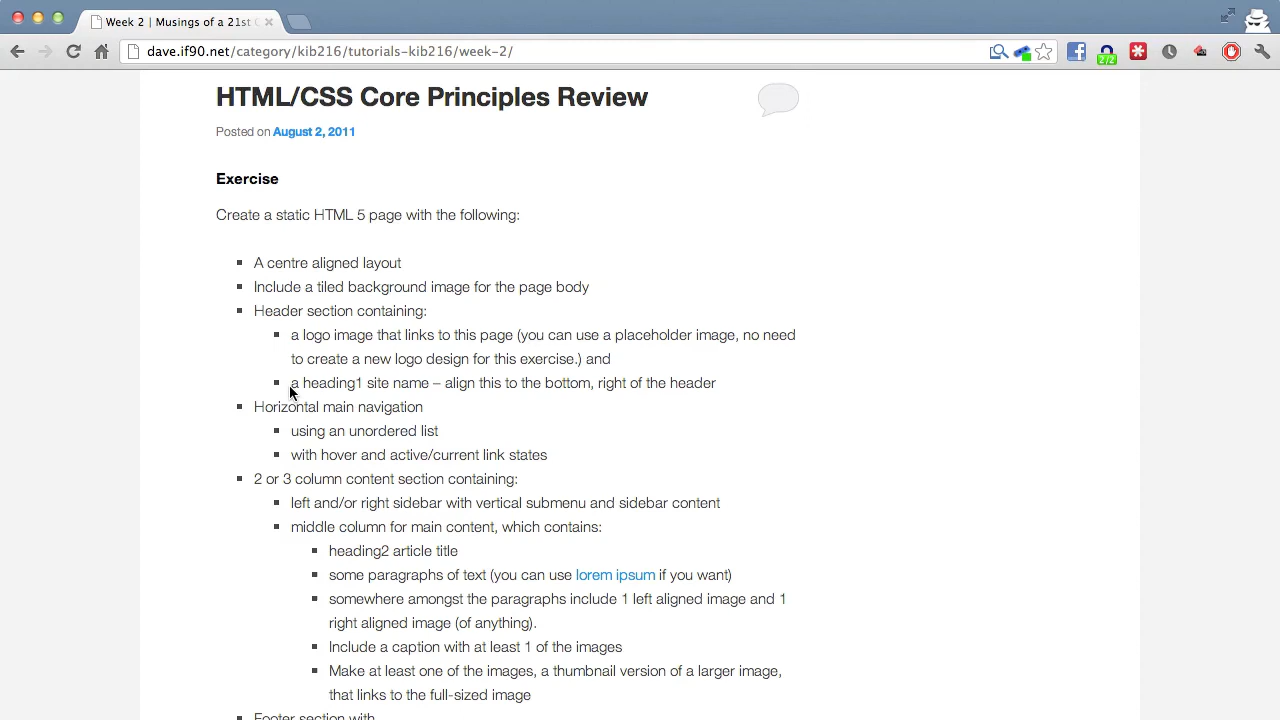 Week 2 | Musings of a 21st C
dave.if90.net/category/kib216/tutorials-kib216/week-2/
2/2
HTML/CSS Core Principles Review
Posted on August 2, 2011
Exercise
Create a static HTML 5 page with the following:
A centre aligned layout
Include a tiled background image for the page body
Header section containing:
a logo image that links to this page (you can use a placeholder image, no need
to create a new logo design for this exercise.) and
a heading1 site name – align this to the bottom, right of the header
Horizontal main navigation
using an unordered list
with hover and active/current link states
2 or 3 column content section containing:
left and/or right sidebar with vertical submenu and sidebar content
middle column for main content, which contains:
heading2 article title
some paragraphs of text (you can use lorem ipsum if you want)
somewhere amongst the paragraphs include 1 left aligned image and 1
right aligned image (of anything).
Include a caption with at least 1 of the images
Make at least one of the images, a thumbnail version of a larger image,
that links to the full-sized image
Footer section with